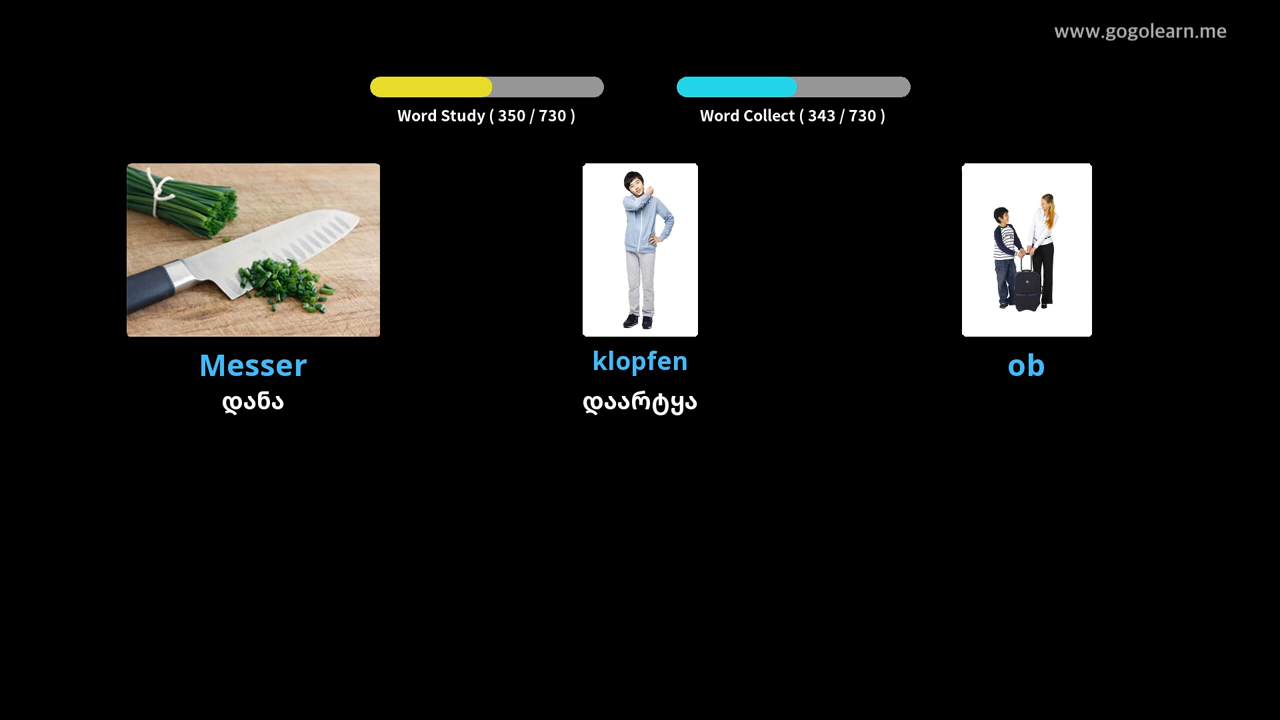 www.gogolearn.me
Word Study ( 350 / 730 )
Word Collect ( 343 / 730 )
Messer
დანა
klopfen
დაარტყა
ob